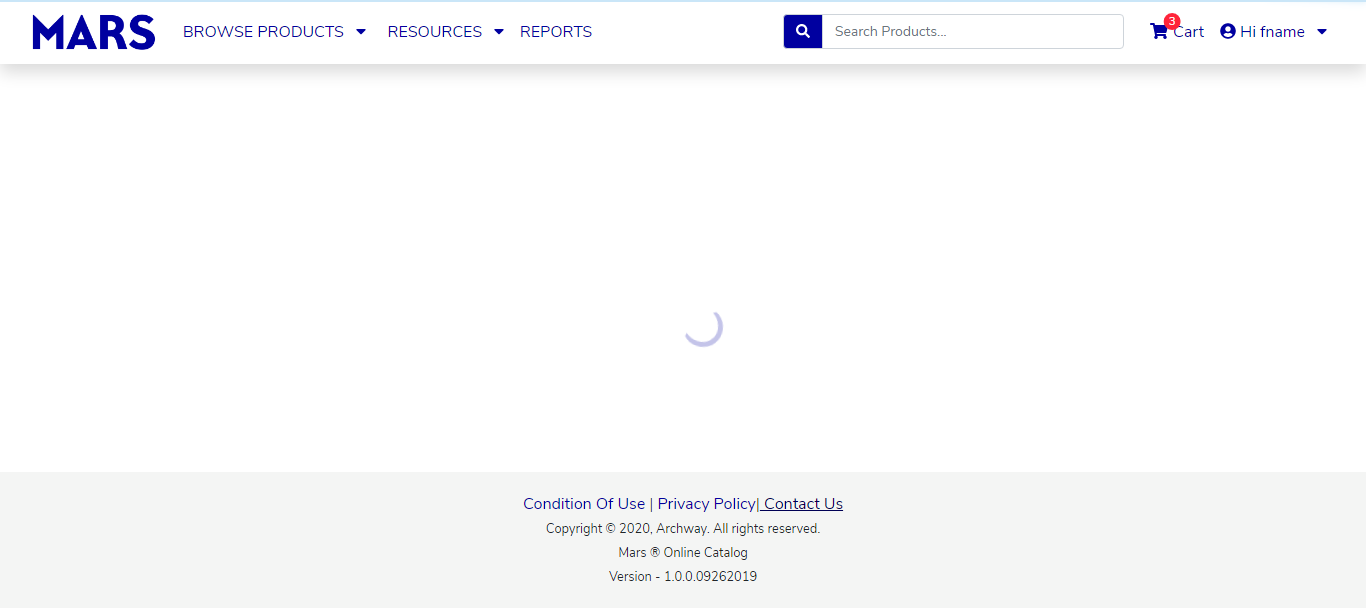 MARS BROWSE PRODUCTS RESOURCES REPORTS Search Products... 3 Cart Hi fname
Condition Of Use | Privacy Policy| Contact Us
Copyright © 2020, Archway. All rights reserved.
Mars ® Online Catalog
Version - 1.0.0.09262019